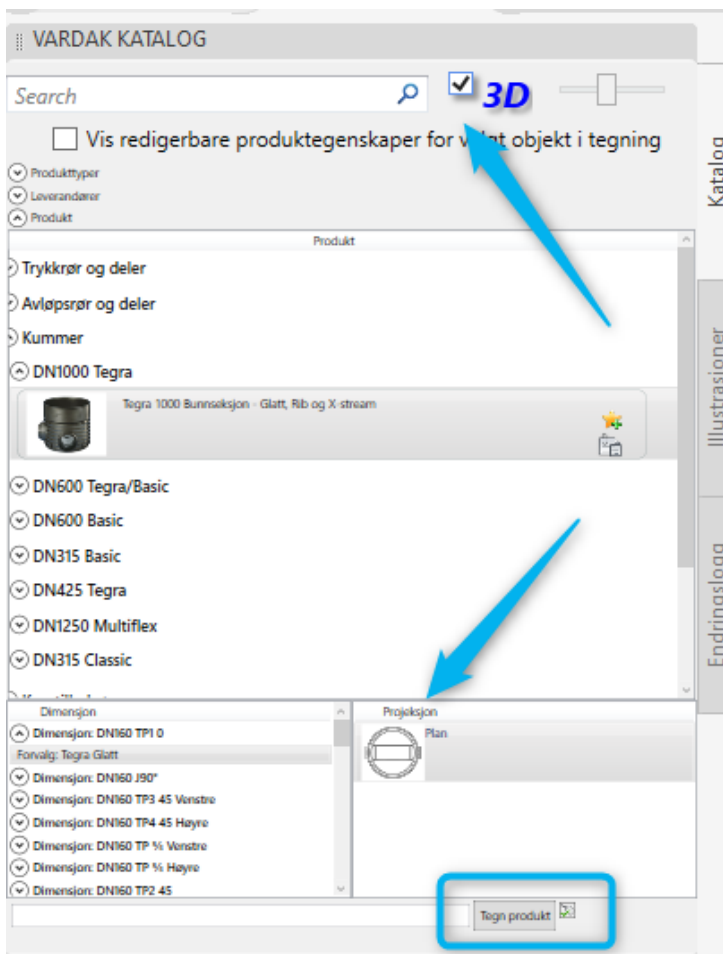 VARDAK KATALOG
Search
3D
Vis redigerbare produktegenskaper for valgt objekt i tegning
Produkttyper
Leverandører
Produkt
Produkt
Trykkrør og deler
Avløpsrør og deler
Kummer
DN1000 Tegra
Tegra 1000 Bunnseksjon - Glatt, Rib og X-stream
DN600 Tegra/Basic
DN600 Basic
DN315 Basic
DN425 Tegra
DN1250 Multiflex
DN315 Classic
Dimensjon
Dimensjon: DN160 TP1 0
Forvalg: Tegra Glatt
Dimensjon: DN160 J90°
Dimensjon: DN160 TP3 45 Venstre
Dimensjon: DN160 TP4 45 Høyre
Dimensjon: DN160 TP Venstre
Dimensjon: DN160 TP Høyre
Dimensjon: DN160 TP2 45
Projeksjon
Plan
Tegn produkt
Katalog
Illustrasjoner
Endringslogg